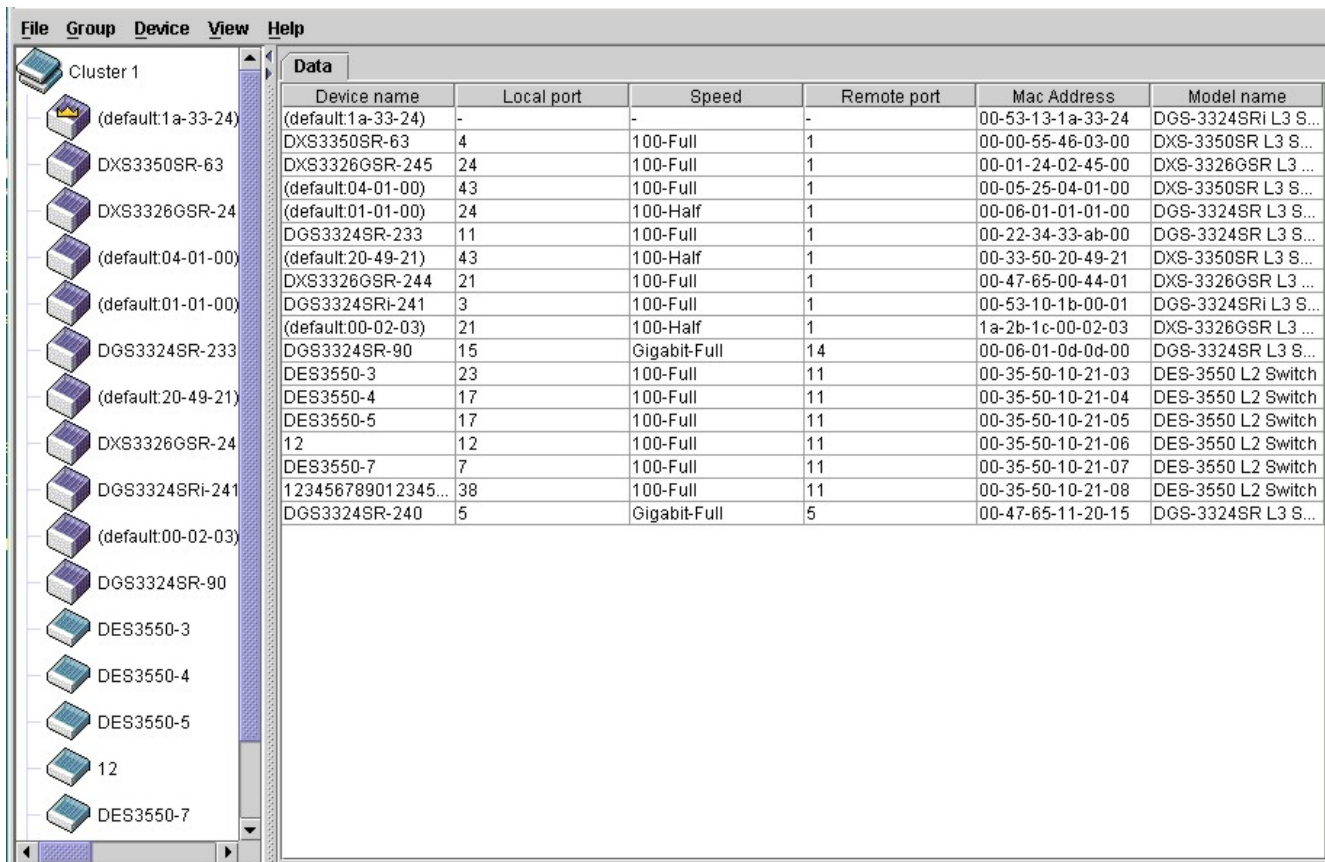 File Group Device View Help
Cluster 1
(default:1a-33-24)
DXS3350SR-63
DXS3326GSR-24
(default:04-01-00)
(default:01-01-00)
DGS3324SR-233
(default:20-49-21)
DXS3326GSR-24
DGS3324SRi-241
(default:00-02-03)
DGS3324SR-90
DES3550-3
DES3550-4
DES3550-5
12
DES3550-7
Data
Device name Local port Speed Remote port Mac Address Model name
(default:1a-33-24) - - - 00-53-13-1a-33-24 DGS-3324SRi L3 S...
DXS3350SR-63 4 100-Full 1 00-00-55-46-03-00 DXS-3350SR L3 S...
DXS3326GSR-245 24 100-Full 1 00-01-24-02-45-00 DXS-3326GSR L3 ...
(default:04-01-00) 43 100-Full 1 00-05-25-04-01-00 DXS-3350SR L3 S...
(default:01-01-00) 24 100-Half 1 00-06-01-01-01-00 DGS-3324SR L3 S...
DGS3324SR-233 11 100-Full 1 00-22-34-33-ab-00 DGS-3324SR L3 S...
(default:20-49-21) 43 100-Half 1 00-33-50-20-49-21 DXS-3350SR L3 S...
DXS3326GSR-244 21 100-Full 1 00-47-65-00-44-01 DXS-3326GSR L3 ...
DGS3324SRi-241 3 100-Full 1 00-53-10-1b-00-01 DGS-3324SRi L3 S...
(default:00-02-03) 21 100-Half 1 1a-2b-1c-00-02-03 DXS-3326GSR L3 ...
DGS3324SR-90 15 Gigabit-Full 14 00-06-01-0d-0d-00 DGS-3324SR L3 S...
DES3550-3 23 100-Full 11 00-35-50-10-21-03 DES-3550 L2 Switch
DES3550-4 17 100-Full 11 00-35-50-10-21-04 DES-3550 L2 Switch
DES3550-5 17 100-Full 11 00-35-50-10-21-05 DES-3550 L2 Switch
12 12 100-Full 11 00-35-50-10-21-06 DES-3550 L2 Switch
DES3550-7 7 100-Full 11 00-35-50-10-21-07 DES-3550 L2 Switch
123456789012345... 38 100-Full 11 00-35-50-10-21-08 DES-3550 L2 Switch
DGS3324SR-240 5 Gigabit-Full 5 00-47-65-11-20-15 DGS-3324SR L3 S...